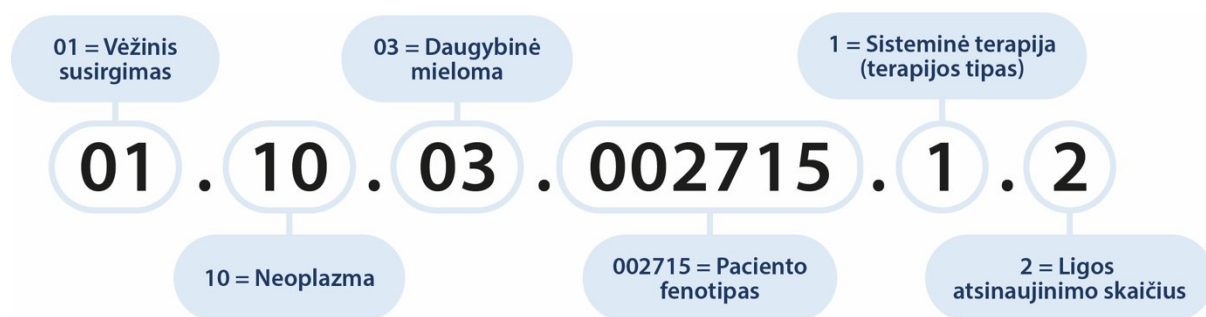 01 = Vėžinis
susirgimas
03 = Daugybinė
mieloma
1 = Sisteminė terapija
(terapijos tipas)
01 . 10 . 03 . 002715 . 1 . 2
10 = Neoplazma
002715 = Paciento
fenotipas
2 = Ligos
atsinaujinimo skaičius